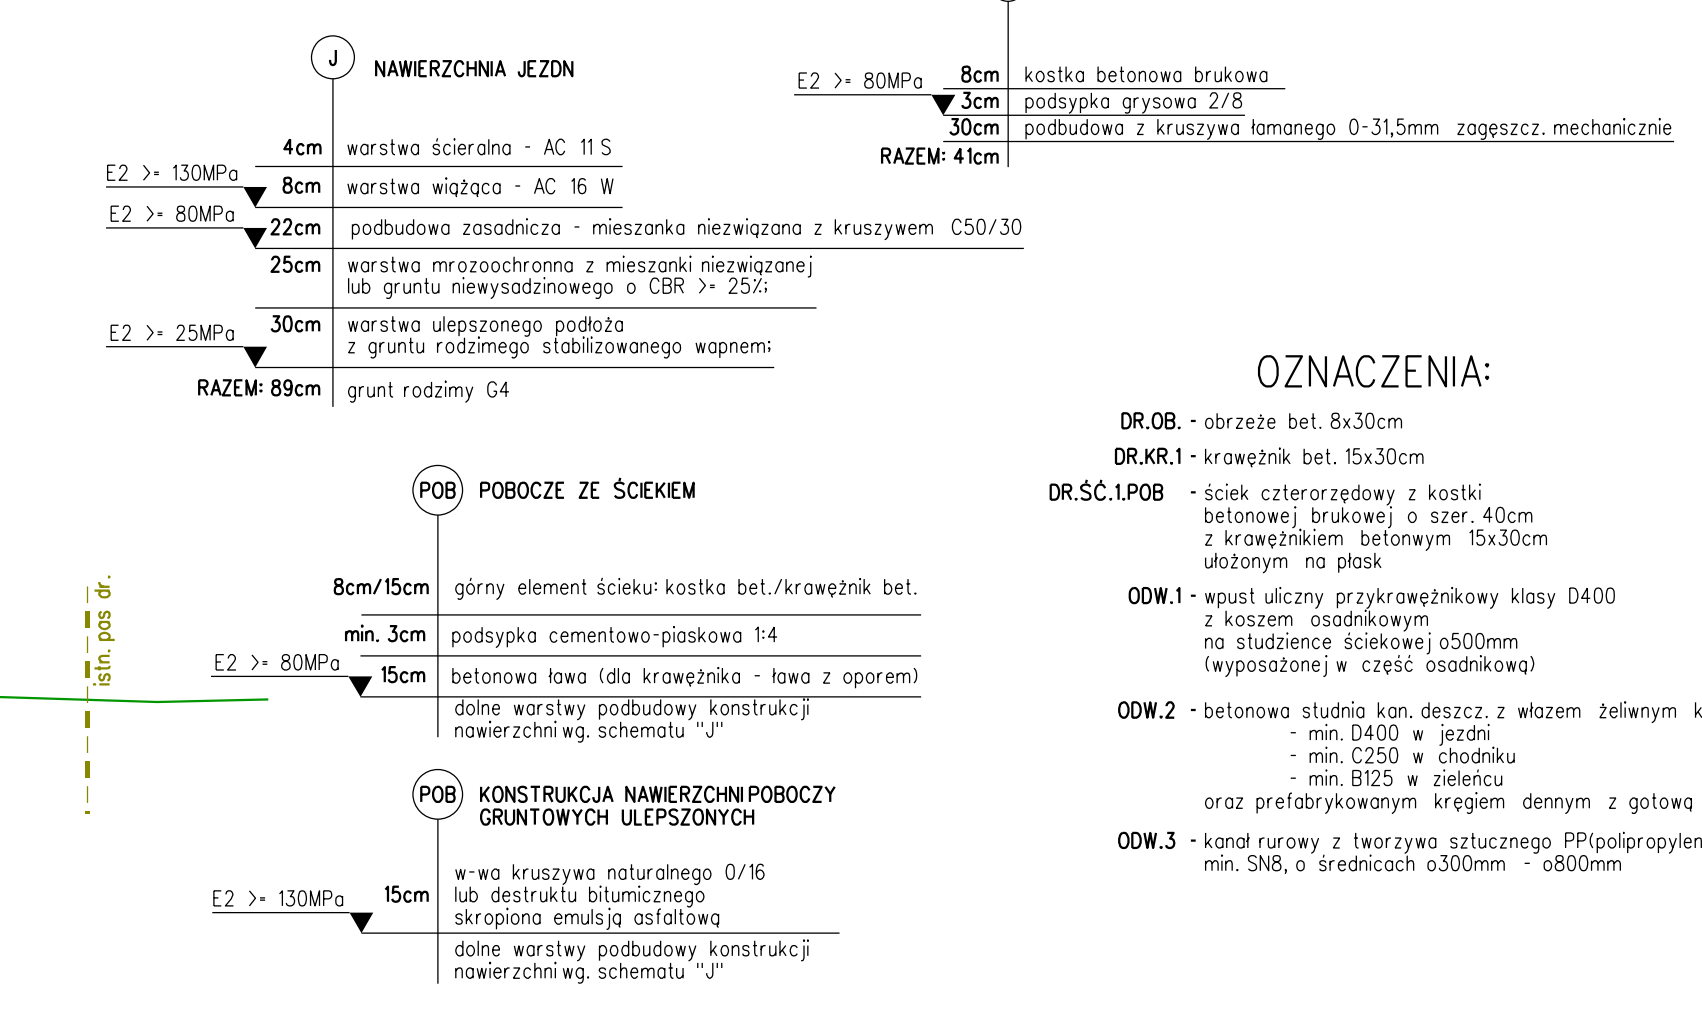 J
NAWIERZCHNIA JEZDN
4cm warstwa ścieralna - AC 11 S
E2 >= 130MPa
8cm warstwa wiążąca - AC 16 W
E2 >= 80MPa
22cm podbudowa zasadnicza - mieszanka niezwiązana z kruszywem C50/30
25cm warstwa mrozoochronna z mieszanki niezwiązanej
lub gruntu niewysadzinowego o CBR >= 25%;
30cm warstwa ulepszonego podłoża
E2 >= 25MPa
z gruntu rodzimego stabilizowanego wapnem;
RAZEM: 89cm grunt rodzimy G4
E2 >= 80MPa
8cm kostka betonowa brukowa
3cm podsypka grysowa 2/8
30cm podbudowa z kruszywa łamanego 0-31,5mm zagęszcz. mechanicznie
RAZEM: 41cm
POB
POBOCZE ZE ŚCIEKIEM
8cm/15cm górny element ścieku: kostka bet./krawężnik bet.
min. 3cm podsypka cementowo-piaskowa 1:4
E2 >= 80MPa
15cm betonowa ława (dla krawężnika - ława z oporem)
dolne warstwy podbudowy konstrukcji
nawierzchni wg. schematu "J"
istn. pas dr.
POB
KONSTRUKCJA NAWIERZCHNI POBOCZY
GRUNTOWYCH ULEPSZONYCH
w-wa kruszywa naturalnego 0/16
E2 >= 130MPa
15cm lub destruktu bitumicznego
skropiona emulsją asfaltową
dolne warstwy podbudowy konstrukcji
nawierzchni wg. schematu "J"
OZNACZENIA:
DR.OB. - obrzeże bet. 8x30cm
DR.KR.1 - krawężnik bet. 15x30cm
DR.ŚĆ.1.POB - ściek czterorzędowy z kostki
betonowej brukowej o szer. 40cm
z krawężnikiem betonwym 15x30cm
ułożonym na płask
ODW.1 - wpust uliczny przykrawężnikowy klasy D400
z koszem osadnikowym
na studzience ściekowej o500mm
(wyposażonej w część osadnikową)
ODW.2 - betonowa studnia kan. deszcz. z włazem żeliwnym k
- min. D400 w jezdni
- min. C250 w chodniku
- min. B125 w zieleńcu
oraz prefabrykowanym kręgiem dennym z gotową
ODW.3 - kanał rurowy z tworzywa sztucznego PP(polipropylen
min. SN8, o średnicach o300mm - o800mm